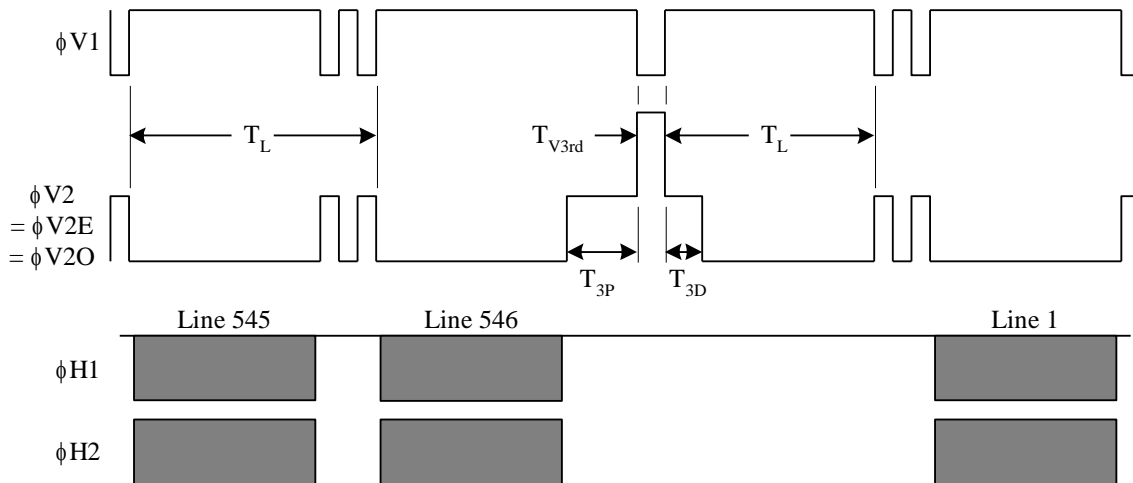 ϕV1
T_L
T_V3rd
T_L
ϕV2
= ϕV2E
= ϕV2O
T_3P
T_3D
Line 545
Line 546
Line 1
ϕH1
ϕH2